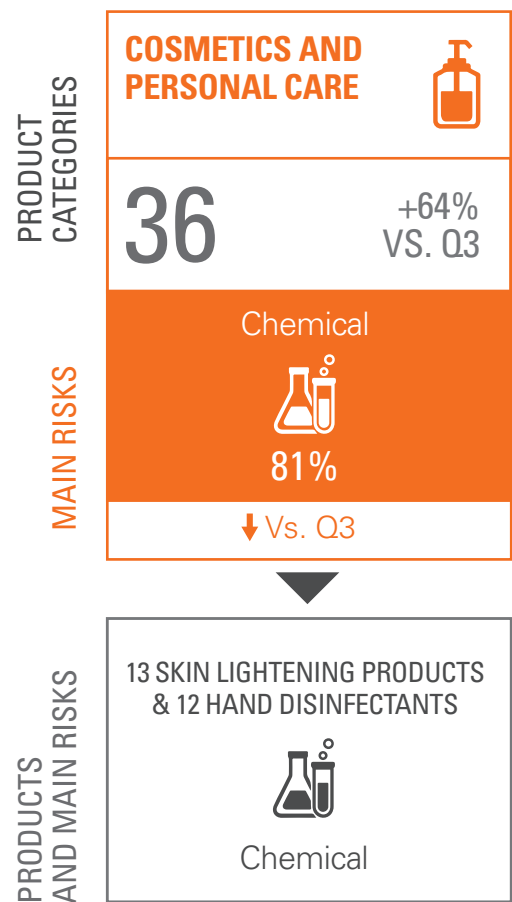 PRODUCT
CATEGORIES
COSMETICS AND
PERSONAL CARE
36
+64%
VS. Q3
MAIN RISKS
Chemical
81%
Vs. Q3
PRODUCTS
AND MAIN RISKS
13 SKIN LIGHTENING PRODUCTS
& 12 HAND DISINFECTANTS
Chemical